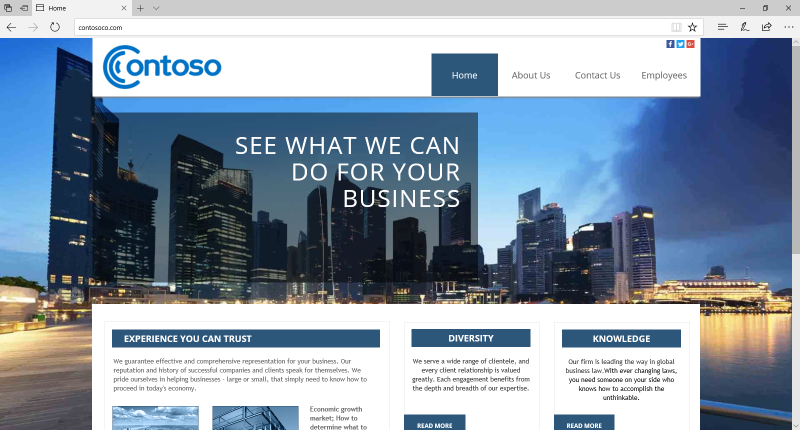 Home
contosoco.com
Contoso
Home About Us Contact Us Employees
SEE WHAT WE CAN
DO FOR YOUR
BUSINESS
EXPERIENCE YOU CAN TRUST
We guarantee effective and comprehensive representation for your business. Our
reputation and history of successful companies and clients speak for themselves. We
pride ourselves in helping businesses - large or small, that simply need to know how to
proceed in today's economy.
Economic growth
market; How to
determine what to
DIVERSITY
We serve a wide range of clientele, and
every client relationship is valued
greatly. Each engagement benefits from
the depth and breadth of our expertise.
READ MORE
KNOWLEDGE
Our firm is leading the way in global
business law.With ever changing laws,
you need someone on your side who
knows how to accomplish the
unthinkable.
READ MORE